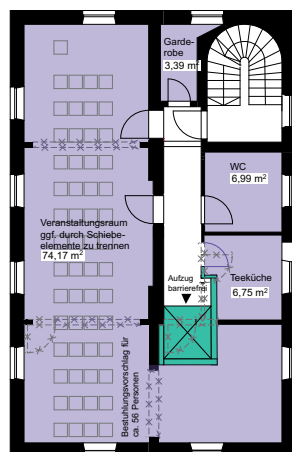 Garde-
robe
3,39 m²
WC
6,99 m²
Veranstaltungsraum
ggf. durch Schiebe-
elemente zu trennen
74,17 m²
Aufzug
barrierefrei
Teeküche
6,75 m²
Bestuhlungsvorschlag für
ca. 56 Personen